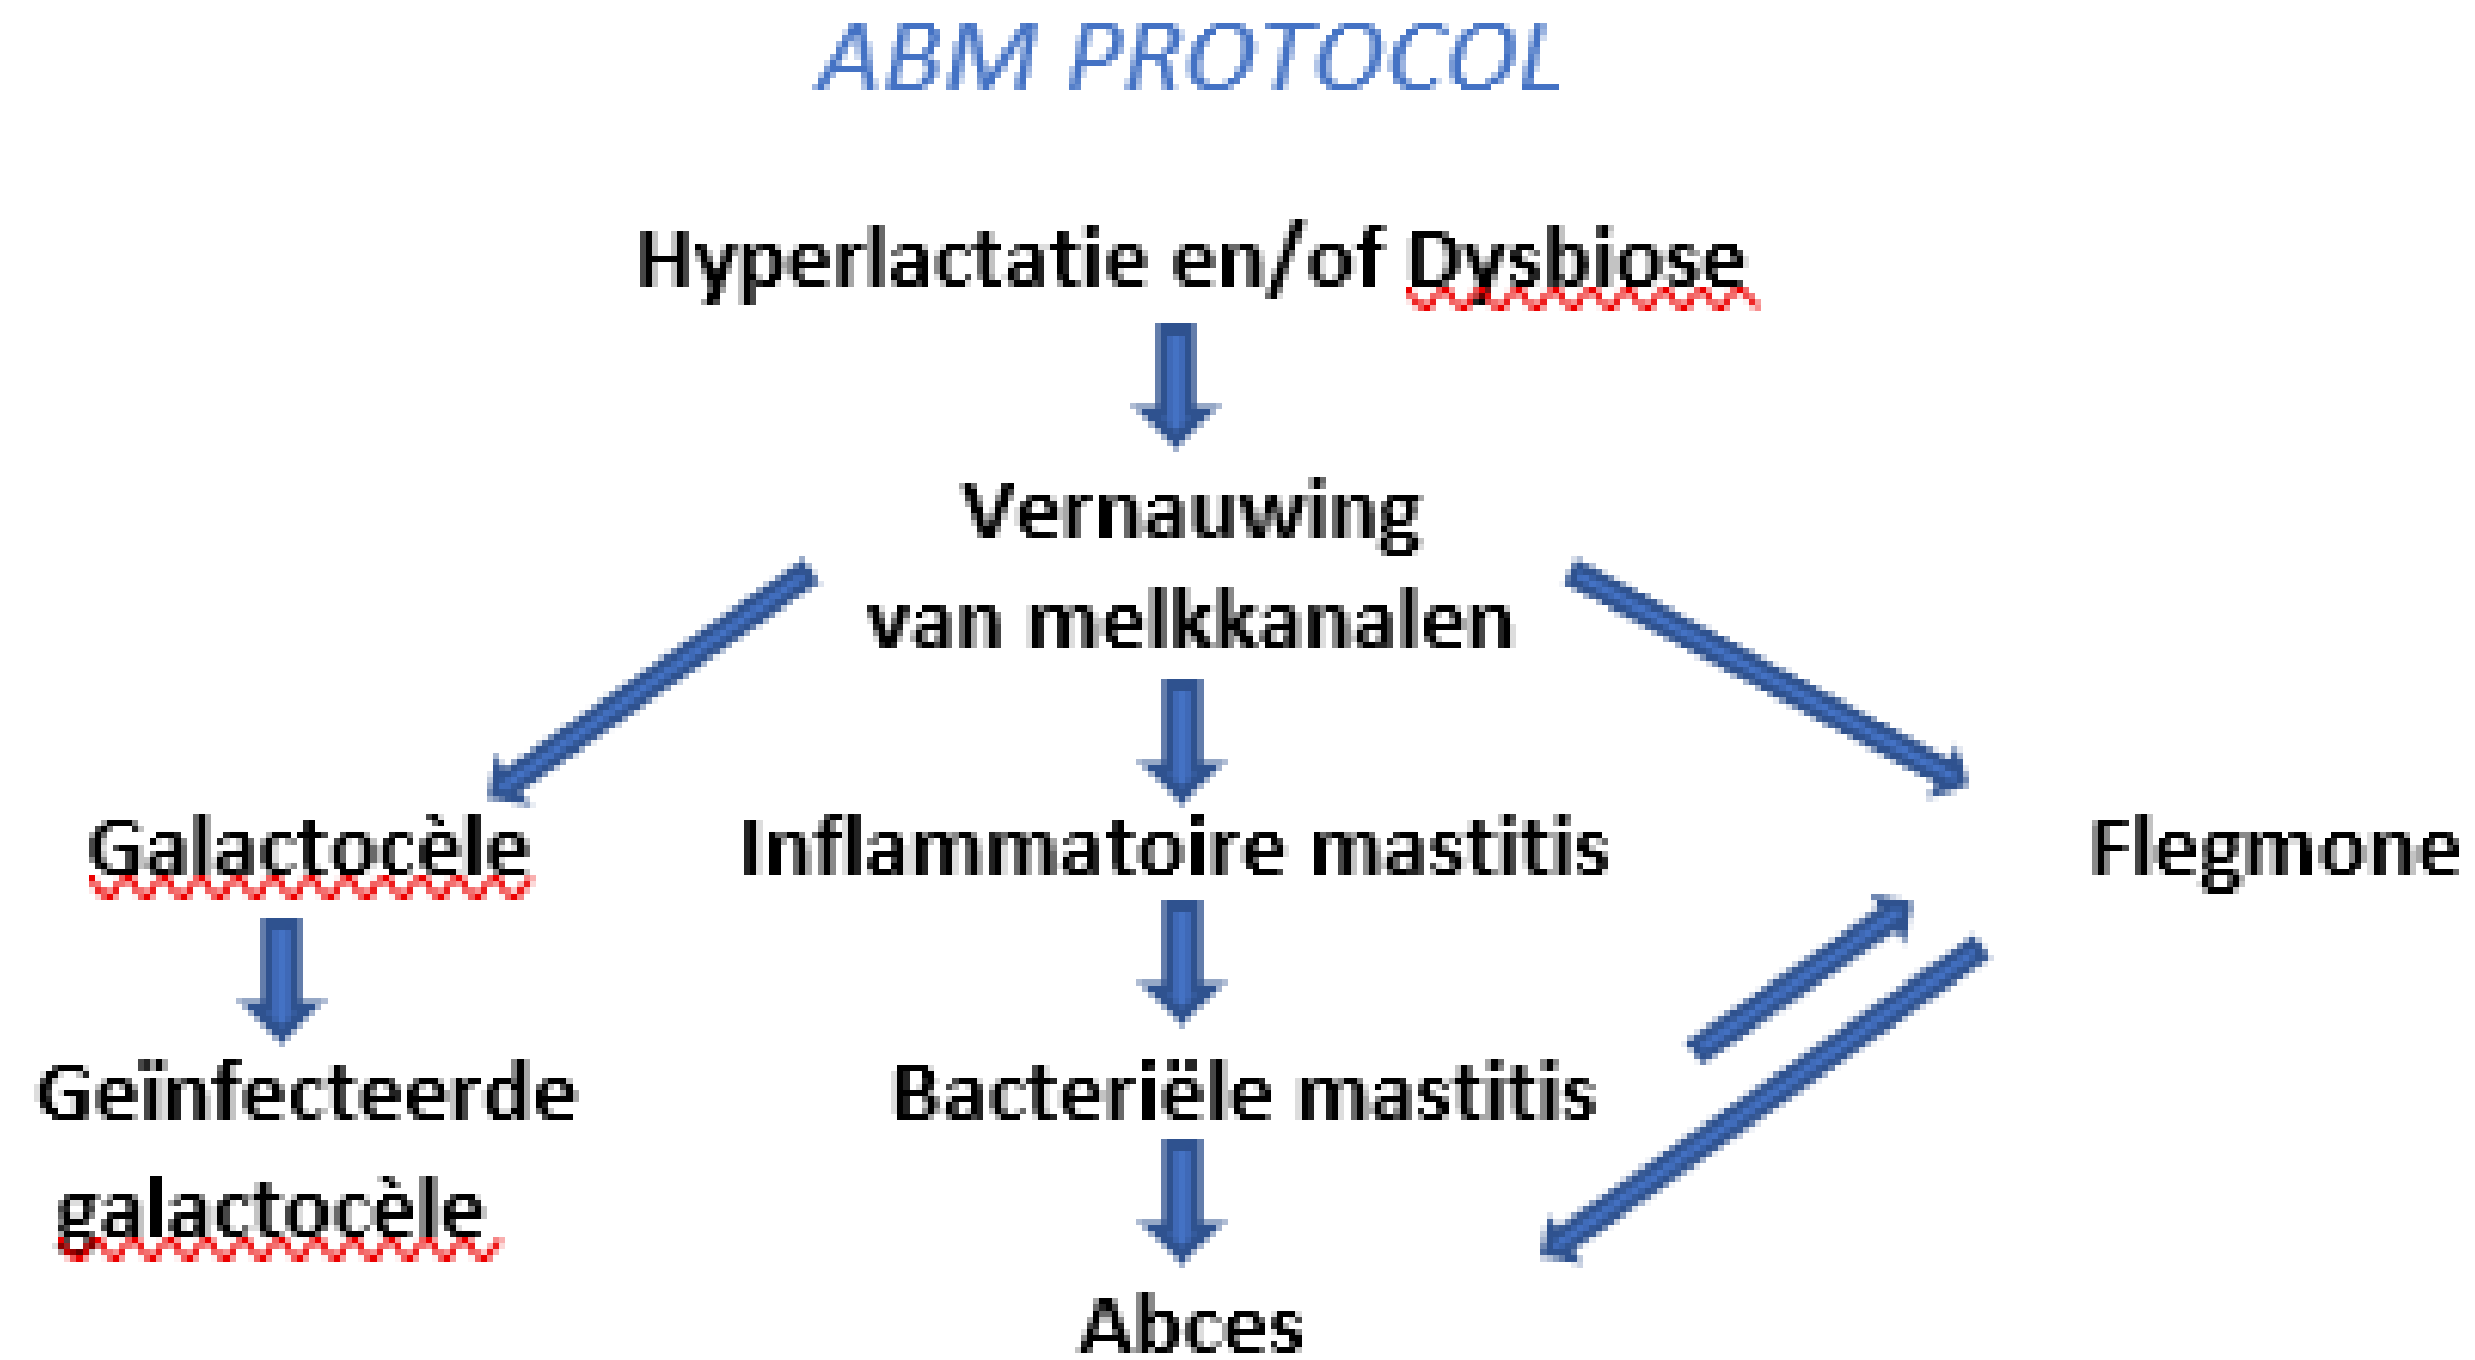 ABM PROTOCOL
Hyperlactatie en/of Dysbiose
Vernauwing
van melkkanalen
Galactocèle
Inflammatoire mastitis
Flegmone
Geïnfecteerde
galactocèle
Bacteriële mastitis
Abces